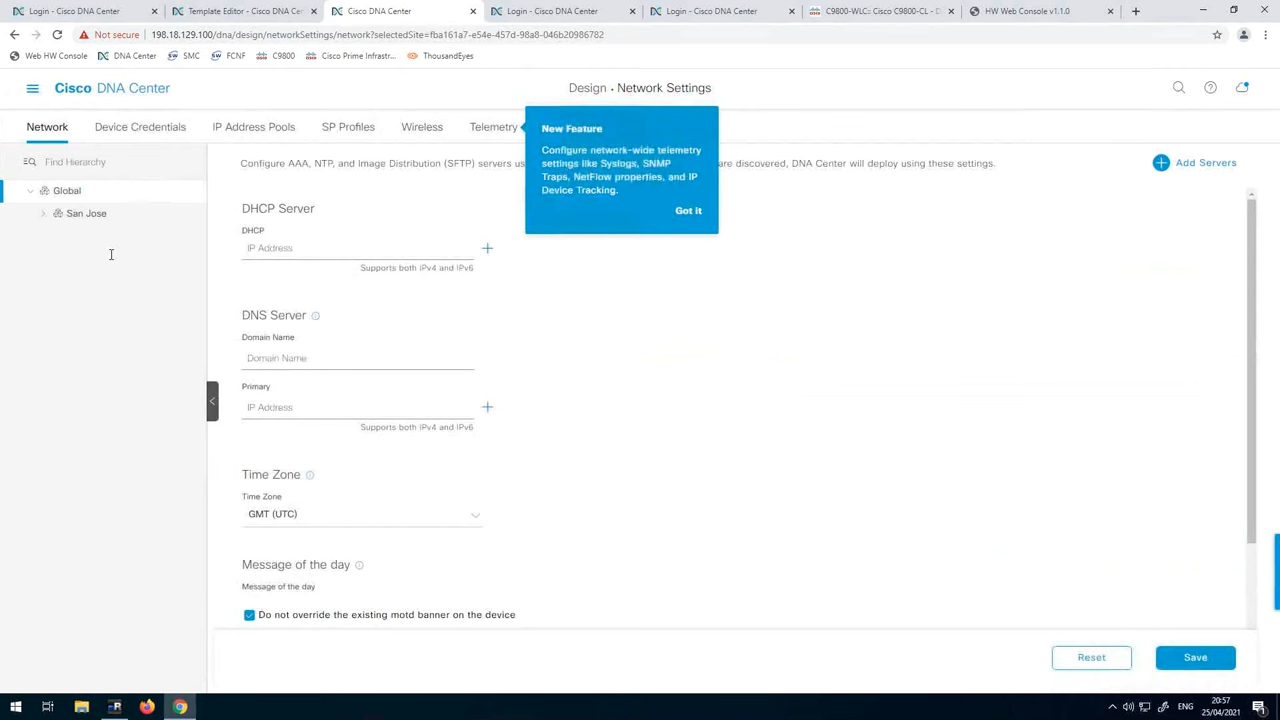 Login - Cisco DNA Center
Template Editor - Cisco DNA Cen
Cisco DNA Center
Login - Cisco DNA Center
Login - Cisco DNA Center
C9800-WLC:: Cisco C9800-CL - D
HW Web Console v1.1.0
Not secure
198.18.129.100/dna/design/networkSettings/network?selectedSite=fba161a7-e54e-457d-98a8-046b20986782
Web HW Console
DNA Center
SMC
FCNF
C9800
Cisco Prime Infrastr...
ThousandEyes
Cisco DNA Center
Design • Network Settings
Network
Device Credentials
IP Address Pools
SP Profiles
Wireless
Telemetry
New Feature
Configure network-wide telemetry
settings like Syslogs, SNMP
Traps, NetFlow properties, and IP
Device Tracking.
Got it
Find Hierarchy
Global
San Jose
Configure AAA, NTP, and Image Distribution (SFTP) servers us
are discovered, DNA Center will deploy using these settings.
Add Servers
DHCP Server
DHCP
IP Address
Supports both IPv4 and IPv6
DNS Server
Domain Name
Domain Name
Primary
IP Address
Supports both IPv4 and IPv6
Time Zone
Time Zone
GMT (UTC)
Message of the day
Message of the day
Do not override the existing motd banner on the device
Reset
Save
20:57
25/04/2021